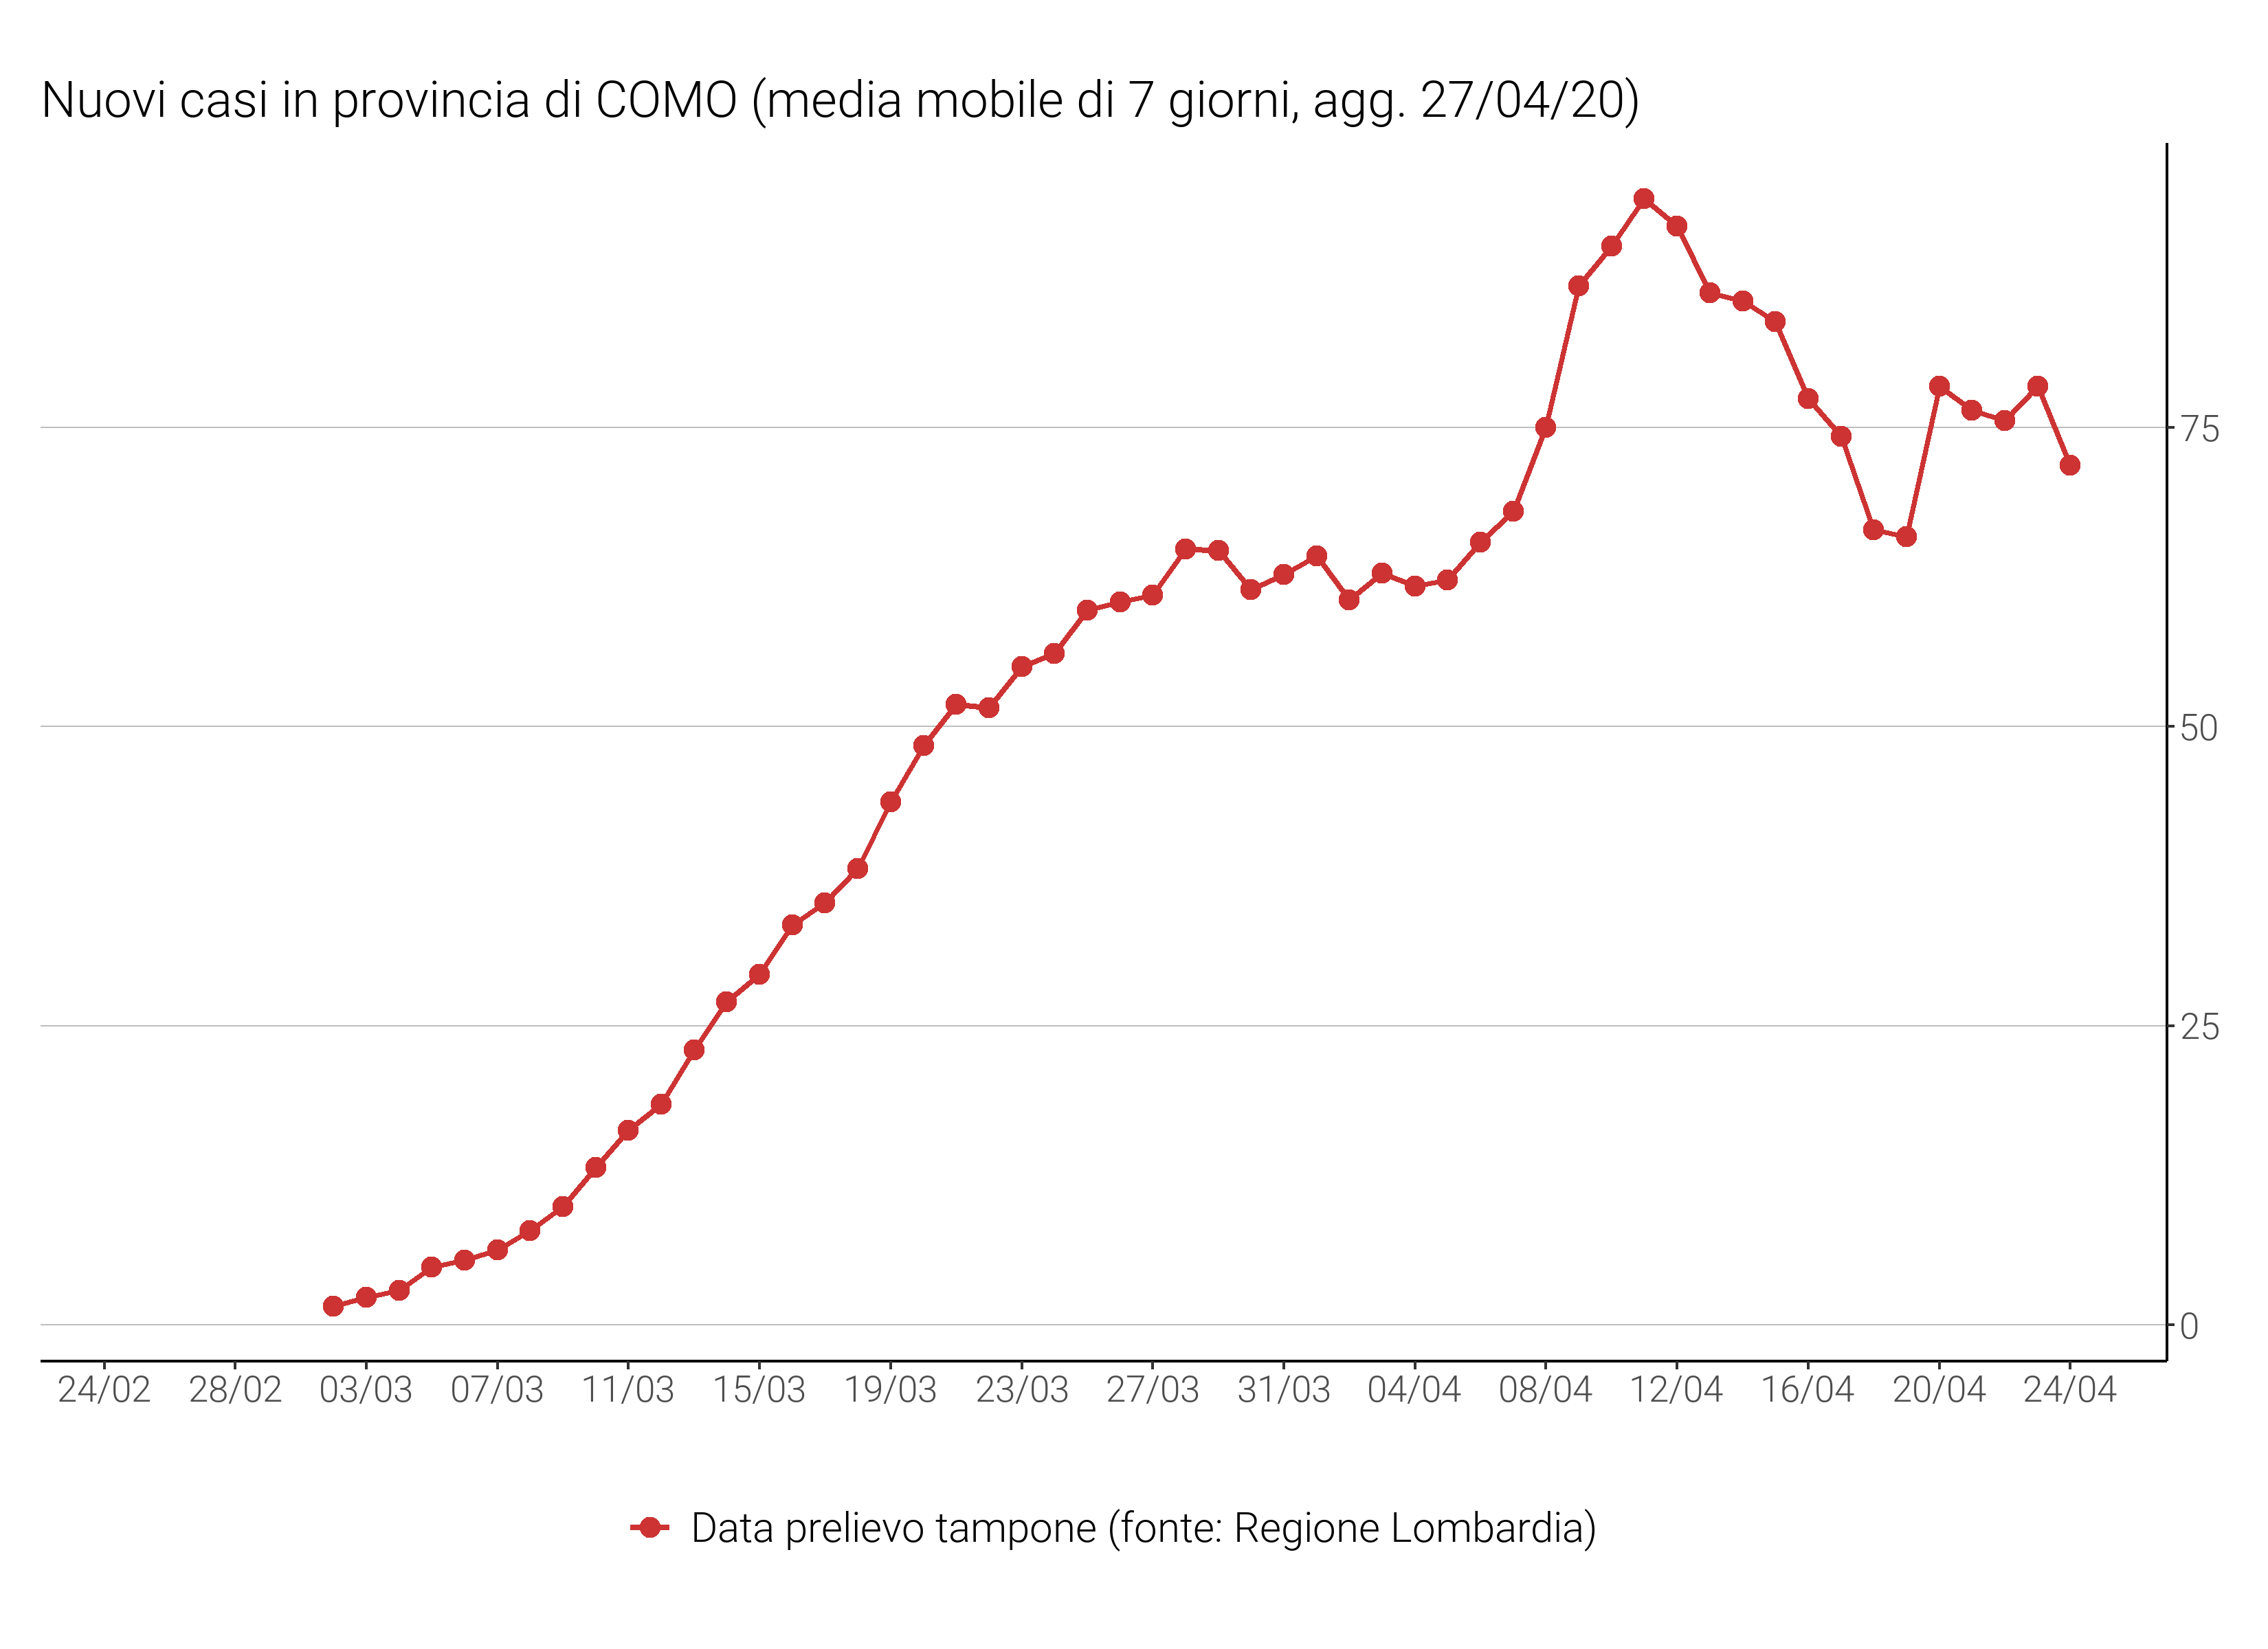 Nuovi casi in provincia di COMO (media mobile di 7 giorni, agg. 27/04/20)
75
50
25
0
24/02 28/02 03/03 07/03 11/03 15/03 19/03 23/03 27/03 31/03 04/04 08/04 12/04 16/04 20/04 24/04
Data prelievo tampone (fonte: Regione Lombardia)